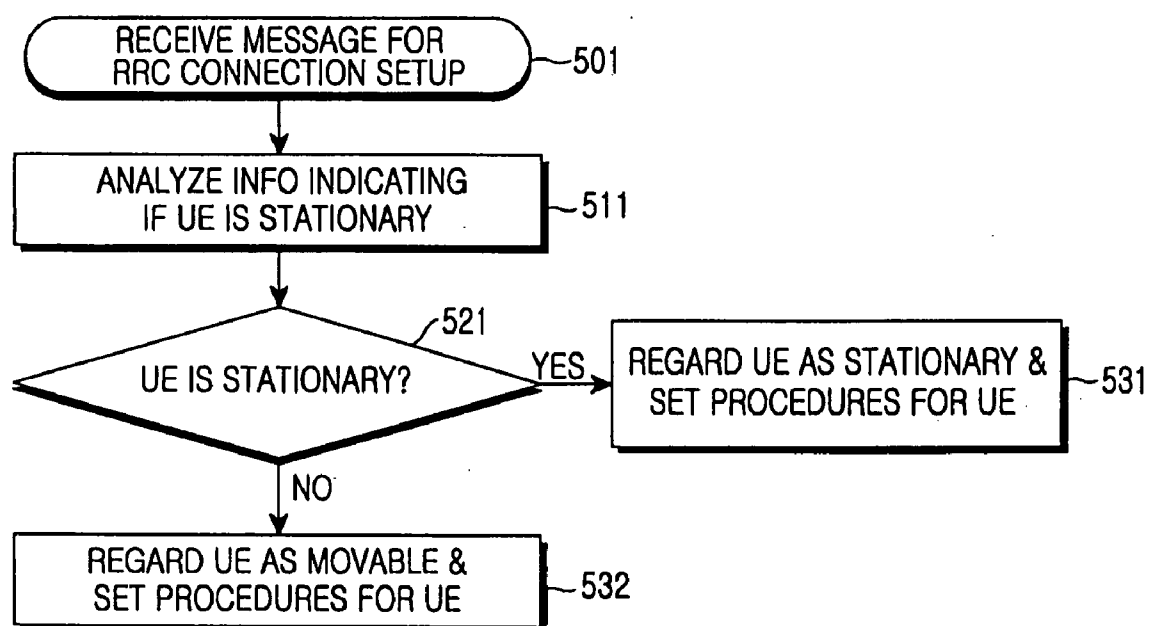 RECEIVE MESSAGE FOR
RRC CONNECTION SETUP
501
ANALYZE INFO INDICATING
IF UE IS STATIONARY
511
521
UE IS STATIONARY?
YES
REGARD UE AS STATIONARY &
SET PROCEDURES FOR UE
531
NO
REGARD UE AS MOVABLE &
SET PROCEDURES FOR UE
532